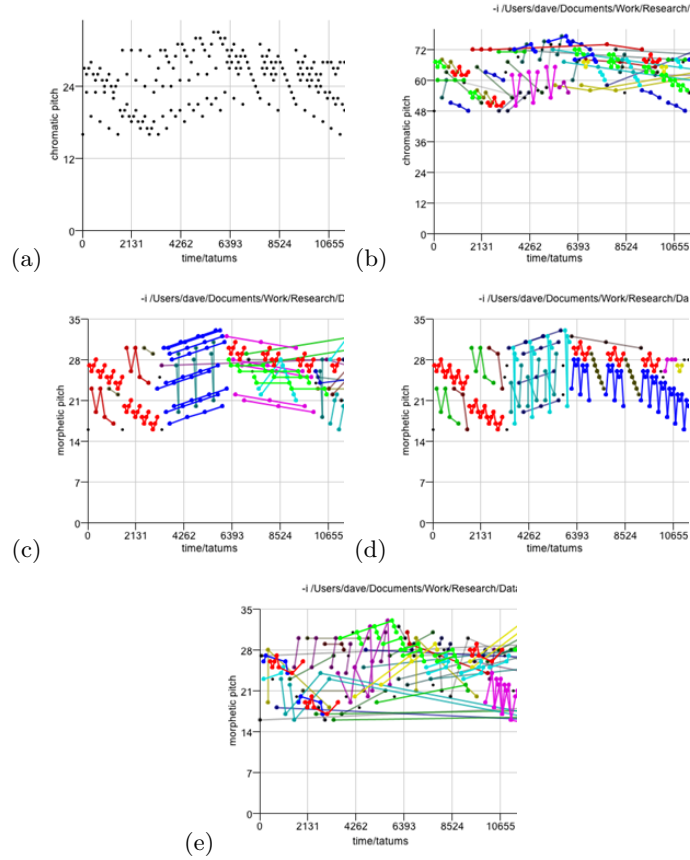 -i /Users/dave/Documents/Work/Research/Da
24
12
0
chromatic pitch
0 2131 4262 6393 8524 10655
time/tatums
(a)
72
60
48
36
24
12
0
chromatic pitch
0 2131 4262 6393 8524 10655
time/tatums
(b)
-i /Users/dave/Documents/Work/Research/D
35
28
21
14
7
0
morphetic pitch
0 2131 4262 6393 8524 10655
time/tatums
(c)
-i /Users/dave/Documents/Work/Research/Da
35
28
21
14
7
0
morphetic pitch
0 2131 4262 6393 8524 10655
time/tatums
(d)
-i /Users/dave/Documents/Work/Research/Data
35
28
21
14
7
0
morphetic pitch
0 2131 4262 6393 8524 10655
time/tatums
(e)